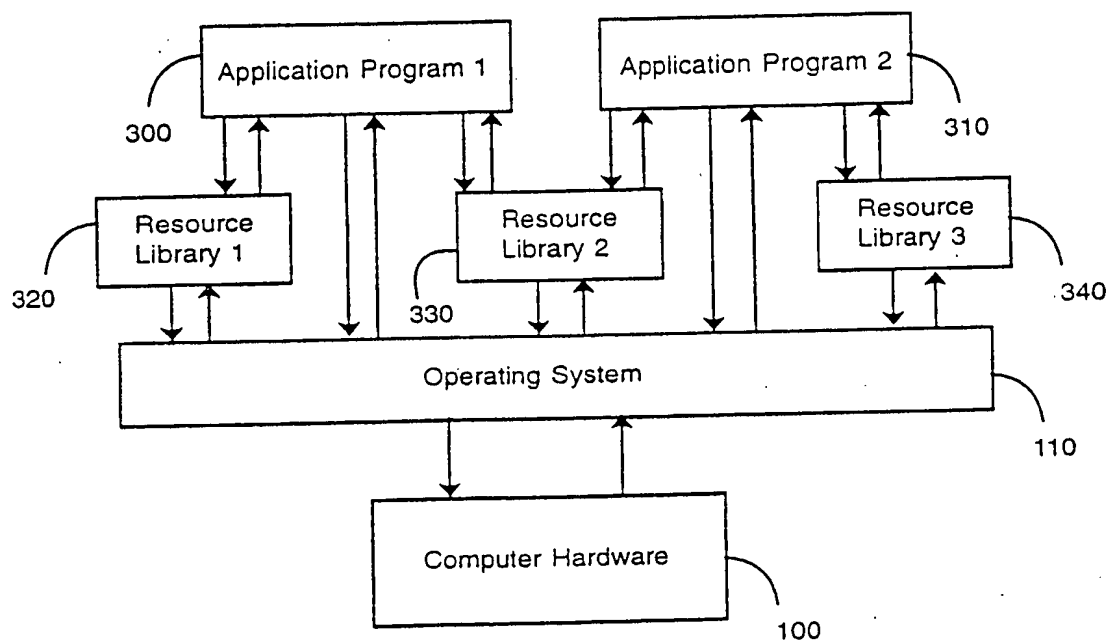 Application Program 1
Application Program 2
300
310
Resource
Library 1
Resource
Library 2
Resource
Library 3
320
330
340
Operating System
110
Computer Hardware
100